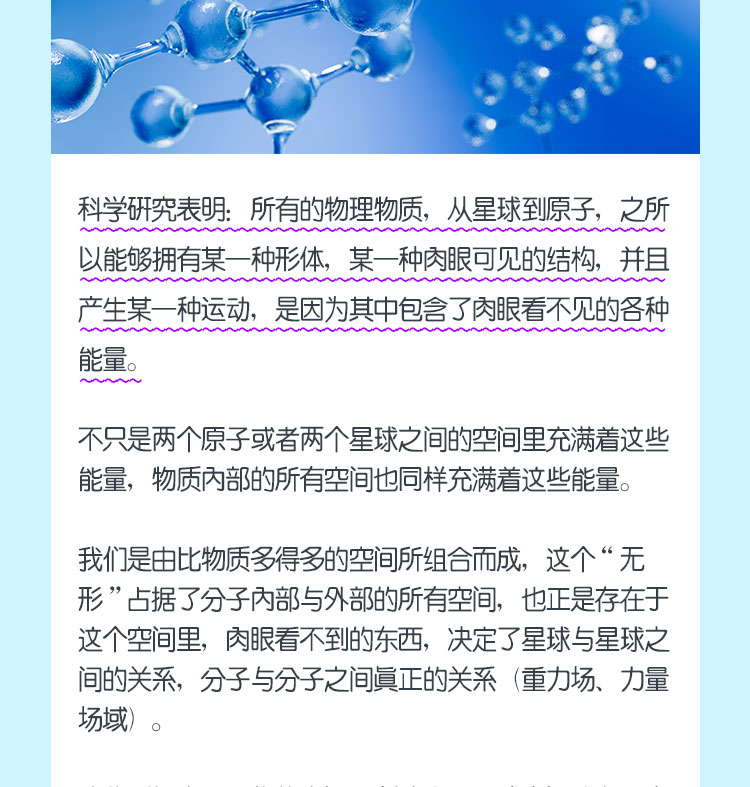 科学研究表明：所有的物理物质，从星球到原子，之所
以能够拥有某一种形体，某一种肉眼可见的结构，并且
产生某一种运动，是因为其中包含了肉眼看不见的各种
能量。
不只是两个原子或者两个星球之间的空间里充满着这些
能量，物质内部的所有空间也同样充满着这些能量。
我们是由比物质多得多的空间所组合而成，这个“无
形”占据了分子内部与外部的所有空间，也正是存在于
这个空间里，肉眼看不到的东西，决定了星球与星球之
间的关系，分子与分子之间真正的关系（重力场、力量
场域）。